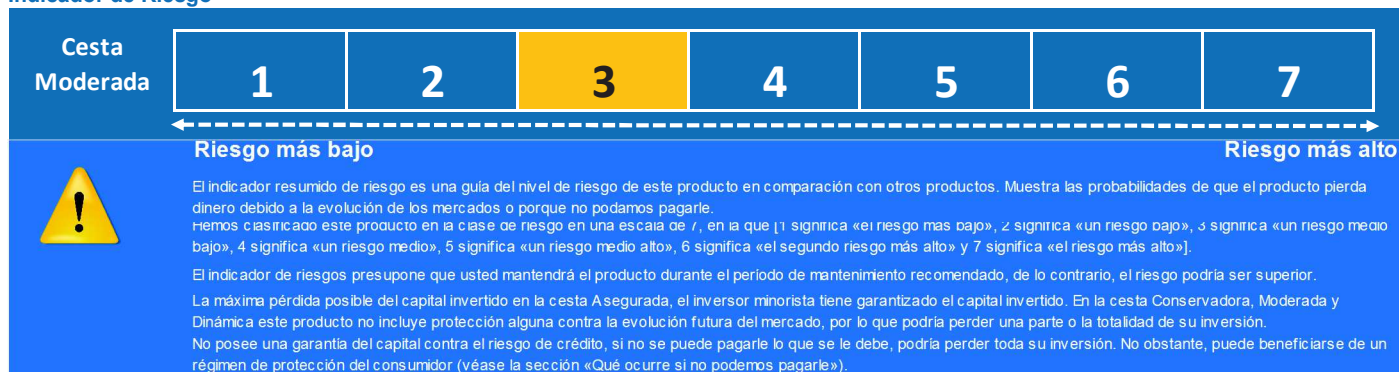 Indicador de Riesgo
Cesta
Moderada
1 2 3 4 5 6 7
Riesgo más bajo Riesgo más alto
El indicador resumido de riesgo es una guía del nivel de riesgo de este producto en comparación con otros productos. Muestra las probabilidades de que el producto pierda
dinero debido a la evolución de los mercados o porque no podamos pagarle.
Hemos clasificado este producto en la clase de riesgo en una escala de 7, en la que [1 significa «el riesgo más bajo», 2 significa «un riesgo bajo», 3 significa «un riesgo medio
bajo», 4 significa «un riesgo medio», 5 significa «un riesgo medio alto», 6 significa «el segundo riesgo más alto» y 7 significa «el riesgo más alto»].
El indicador de riesgos presupone que usted mantendrá el producto durante el periodo de mantenimiento recomendado, de lo contrario, el riesgo podría ser superior.
La máxima pérdida posible del capital invertido en la cesta Asegurada, el inversor minorista tiene garantizado el capital invertido. En la cesta Conservadora, Moderada y
Dinámica este producto no incluye protección alguna contra la evolución futura del mercado, por lo que podría perder una parte o la totalidad de su inversión.
No posee una garantía del capital contra el riesgo de crédito, si no se puede pagarle lo que se le debe, podría perder toda su inversión. No obstante, puede beneficiarse de un
régimen de protección del consumidor (véase la sección «Qué ocurre si no podemos pagarle»).